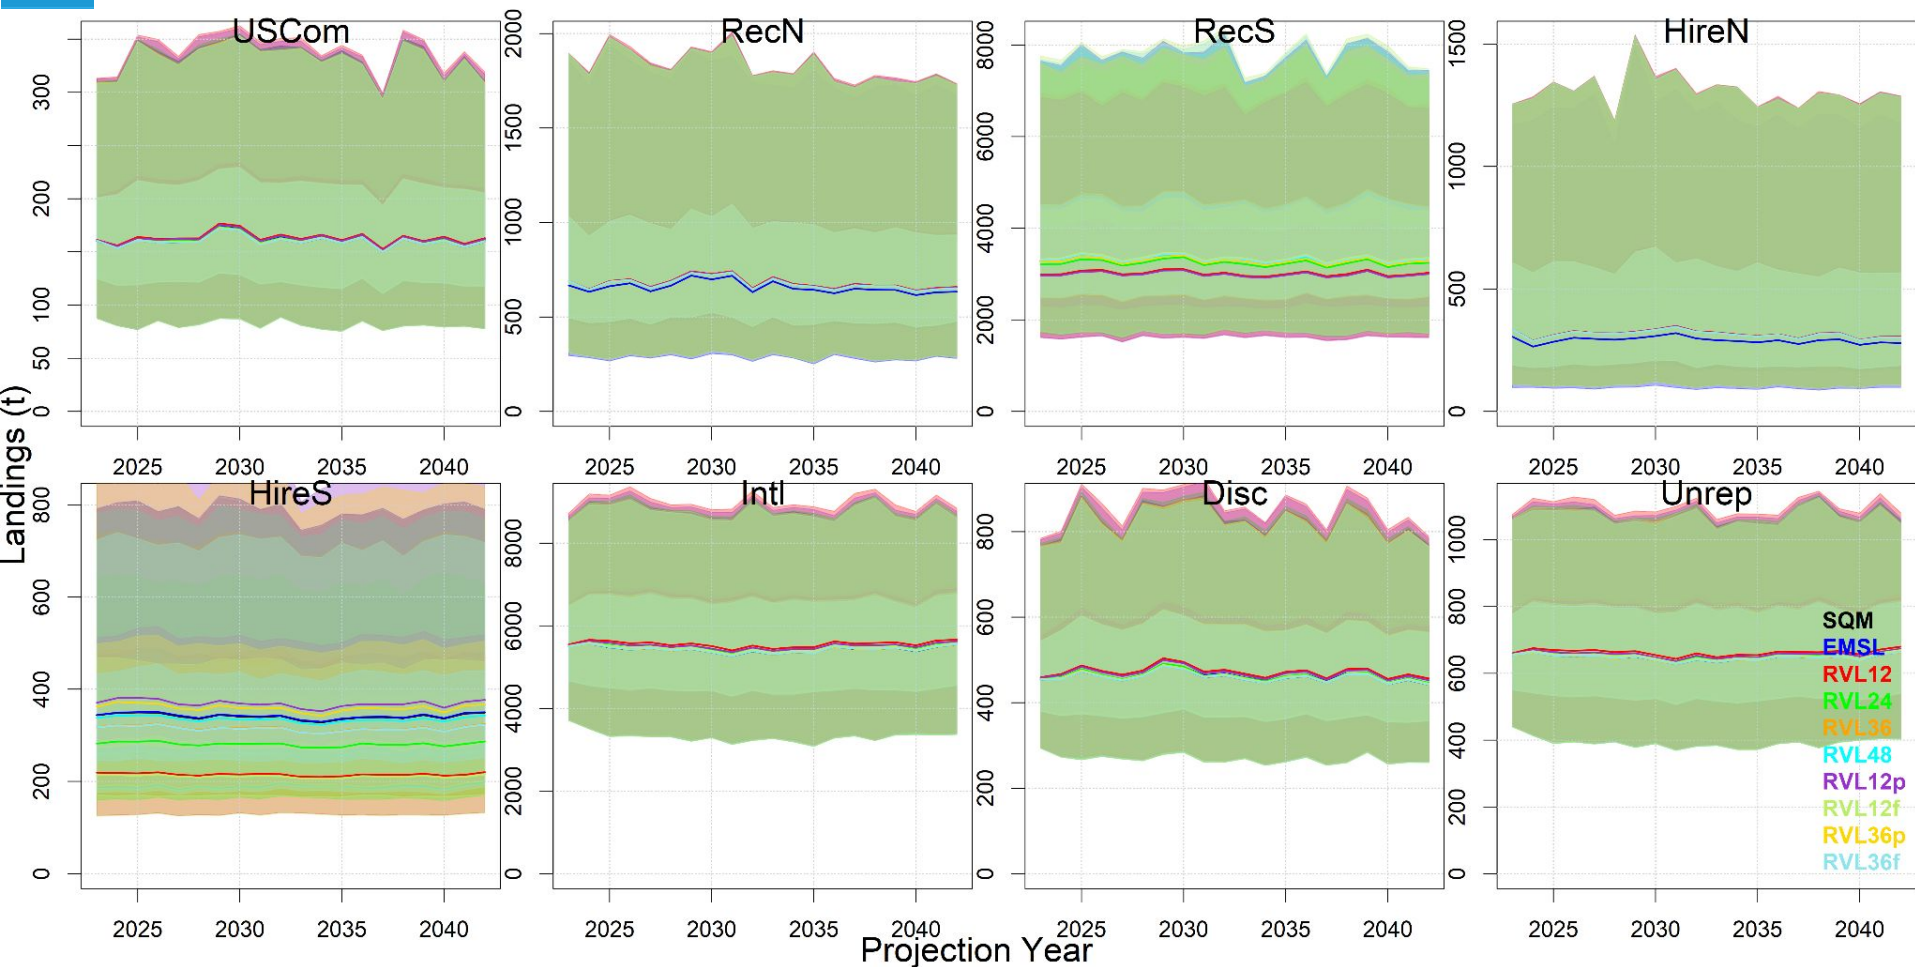 USCom
RecN
RecS
HireN
0 50 100 200 300
0 500 1000 1500 2000
0 2000 4000 6000 8000
0 500 1000 1500
2025 2030 2035 2040
2025 2030 2035 2040
2025 2030 2035 2040
2025 2030 2035 2040
Landings (t)
HireS
Intl
Disc
Unrep
0 200 400 600 800
0 2000 4000 6000 8000
0 200 400 600 800
0 200 400 600 800 1000
SQM
EMSL
RVL12
RVL24
RVL36
RVL48
RVL12p
RVL12f
RVL36p
RVL36f
2025 2030 2035 2040
2025 2030 2035 2040
2025 2030 2035 2040
2025 2030 2035 2040
Projection Year